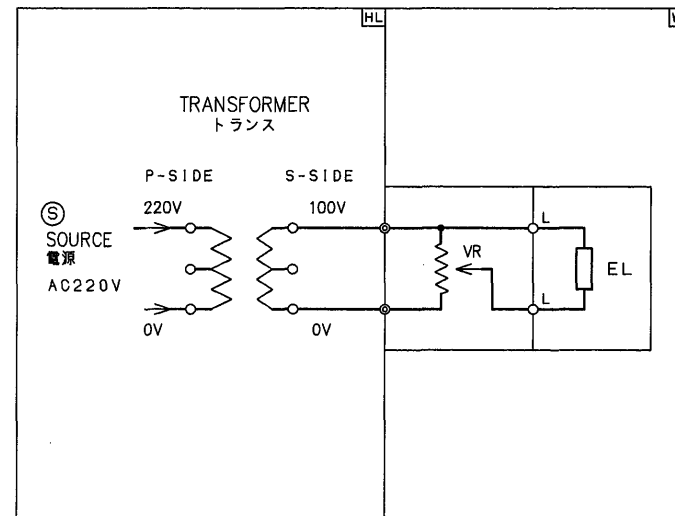 HL
TRANSFORMER
トランス
P-SIDE
S-SIDE
220V
100V
S
SOURCE
電源
AC220V
0V
0V
L
VR
EL
L